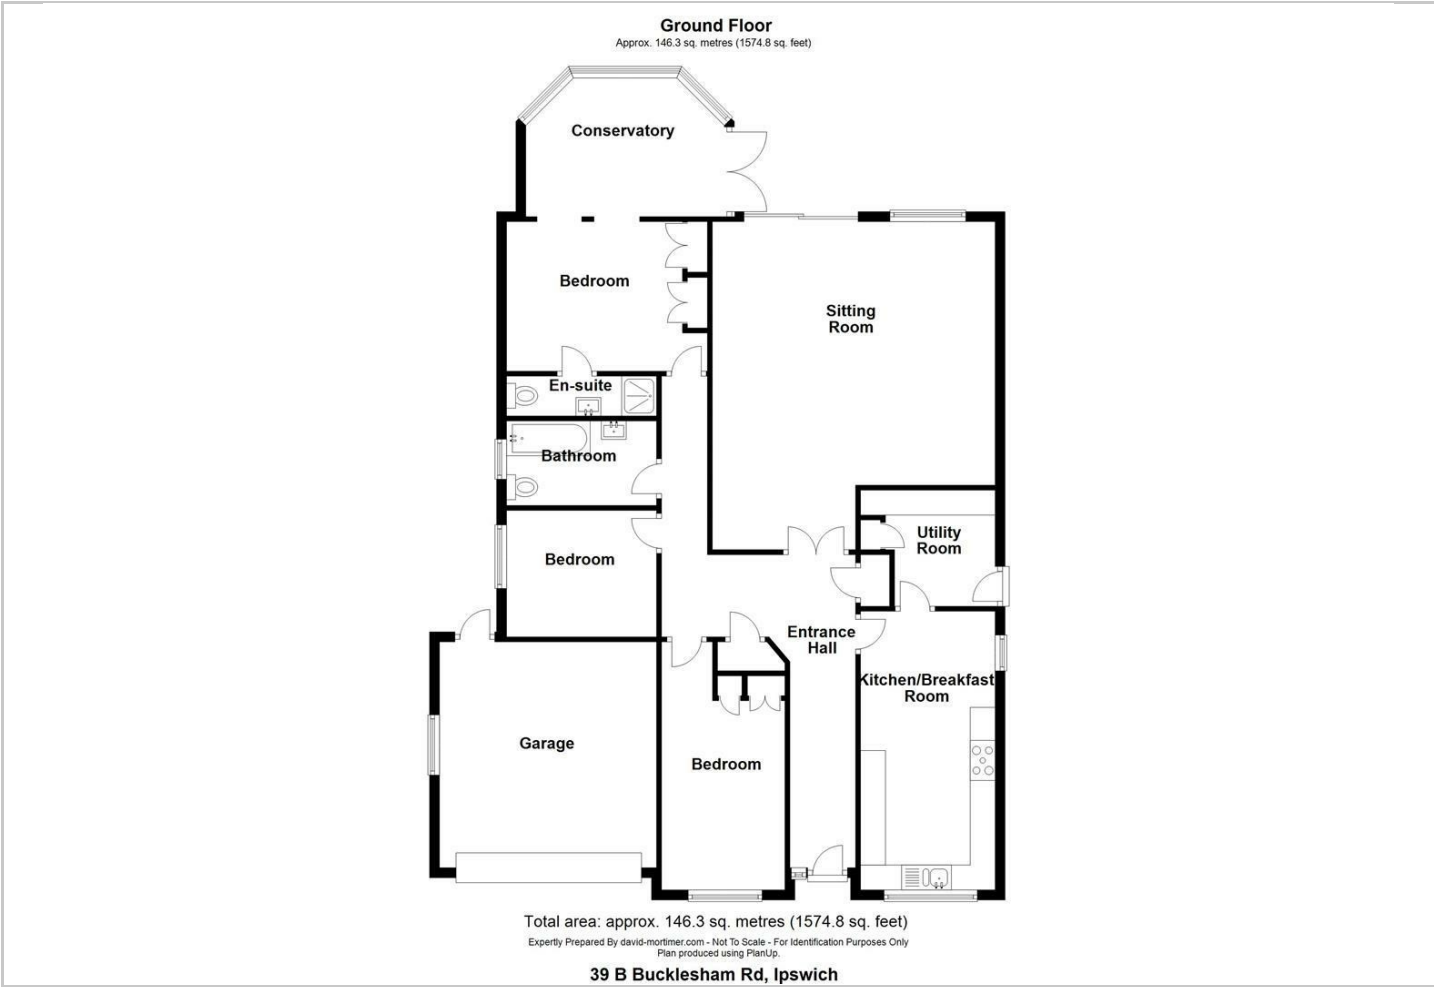 Ground Floor
Approx. 146.3 sq. metres (1574.8 sq. feet)
Conservatory
Bedroom
Sitting
Room
En-suite
Bathroom
Utility
Room
Bedroom
Entrance
Hall
Kitchen/Breakfast
Room
Garage
Bedroom
Total area: approx. 146.3 sq. metres (1574.8 sq. feet)
Expertly Prepared By david-mortimer.com - Not To Scale - For Identification Purposes Only
Plan produced using PlanUp.
39 B Bucklesham Rd, Ipswich